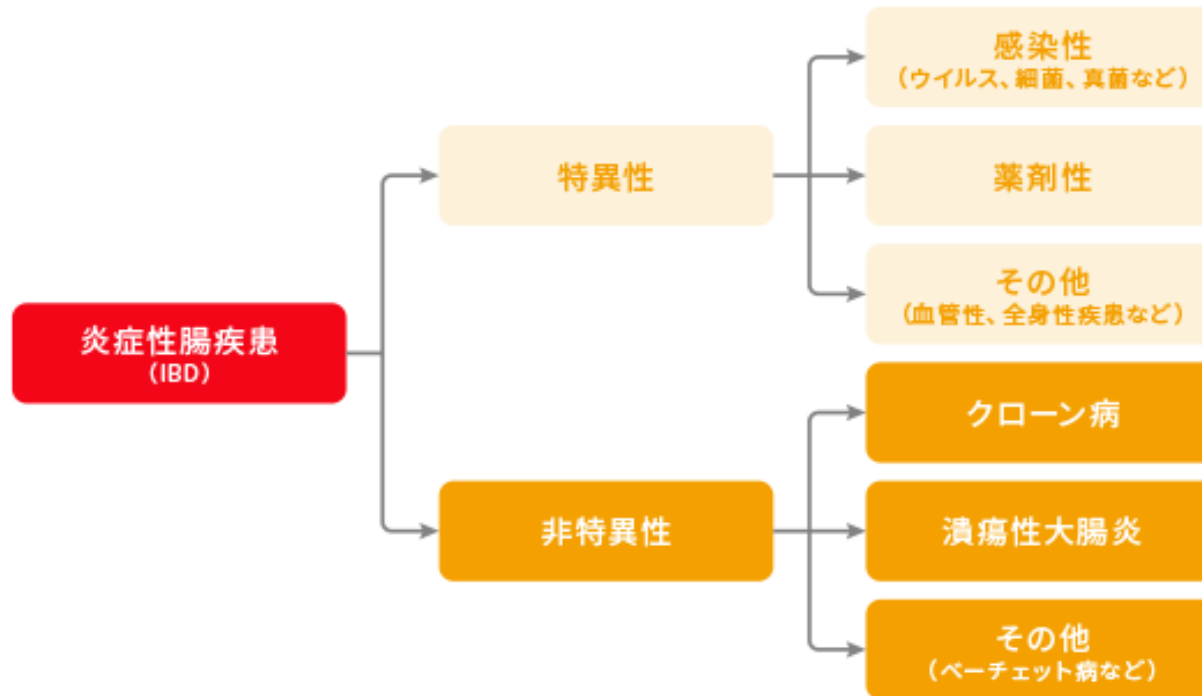 炎症性腸疾患
（IBD）
特異性
感染性
（ウイルス、細菌、真菌など）
薬剤性
その他
（血管性、全身性疾患など）
非特異性
クローン病
潰瘍性大腸炎
その他
（ベーチェット病など）